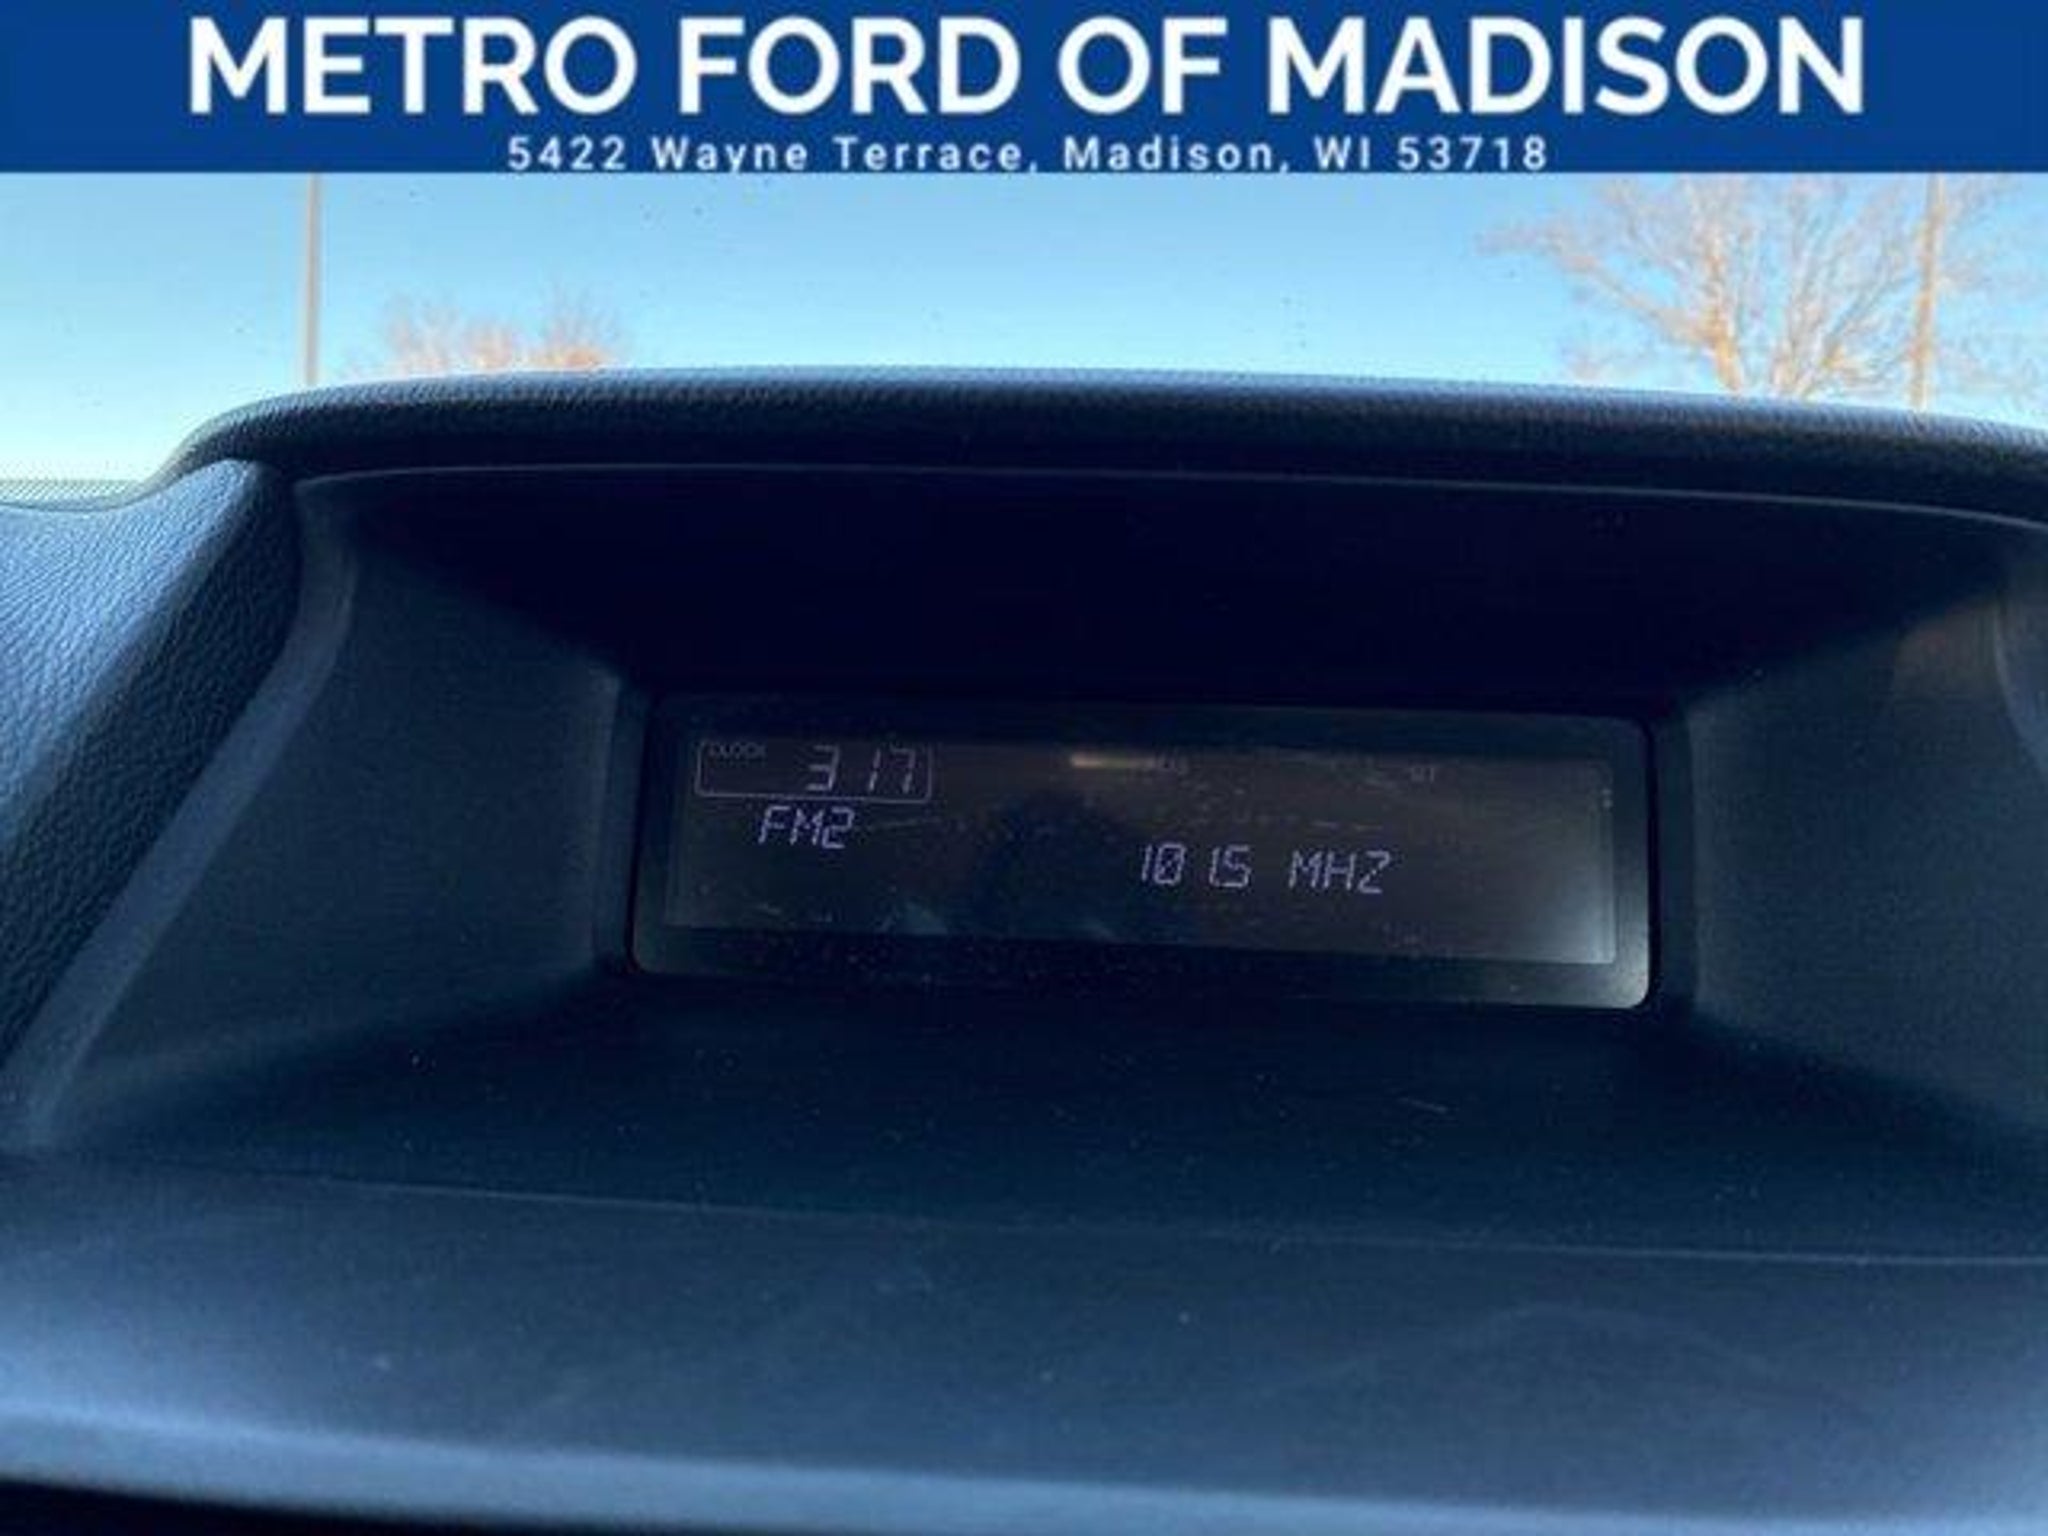 METRO FORD OF MADISON
5422 Wayne Terrace, Madison, WI 53718
CLOCK 3 17
FM2
101.5 MHZ